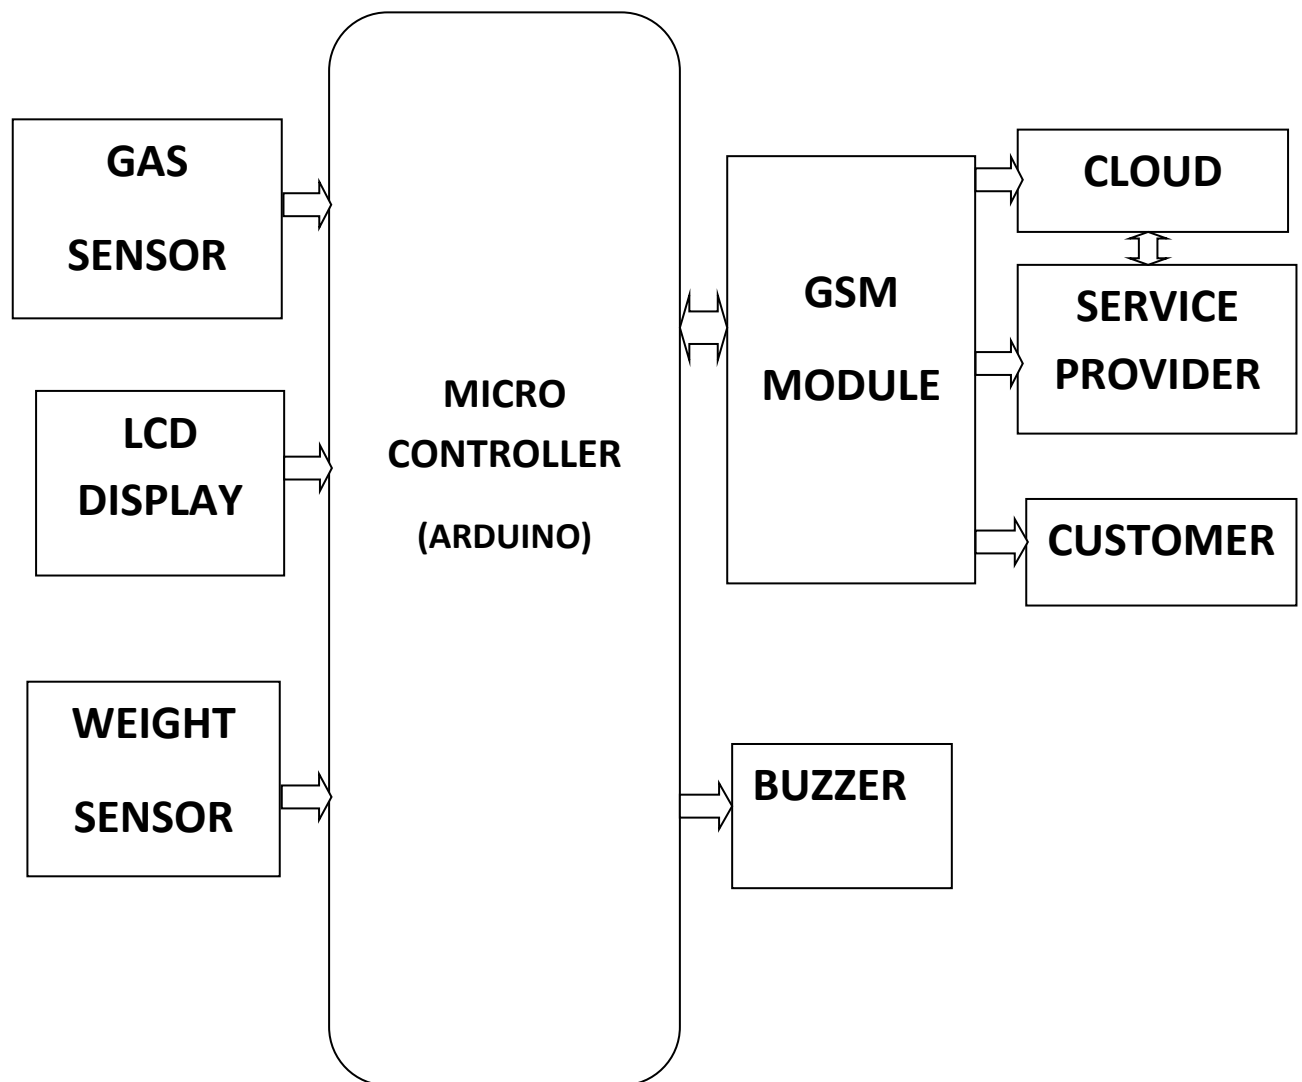 GAS
SENSOR
LCD
DISPLAY
WEIGHT
SENSOR
MICRO
CONTROLLER
(ARDUINO)
GSM
MODULE
CLOUD
SERVICE
PROVIDER
CUSTOMER
BUZZER